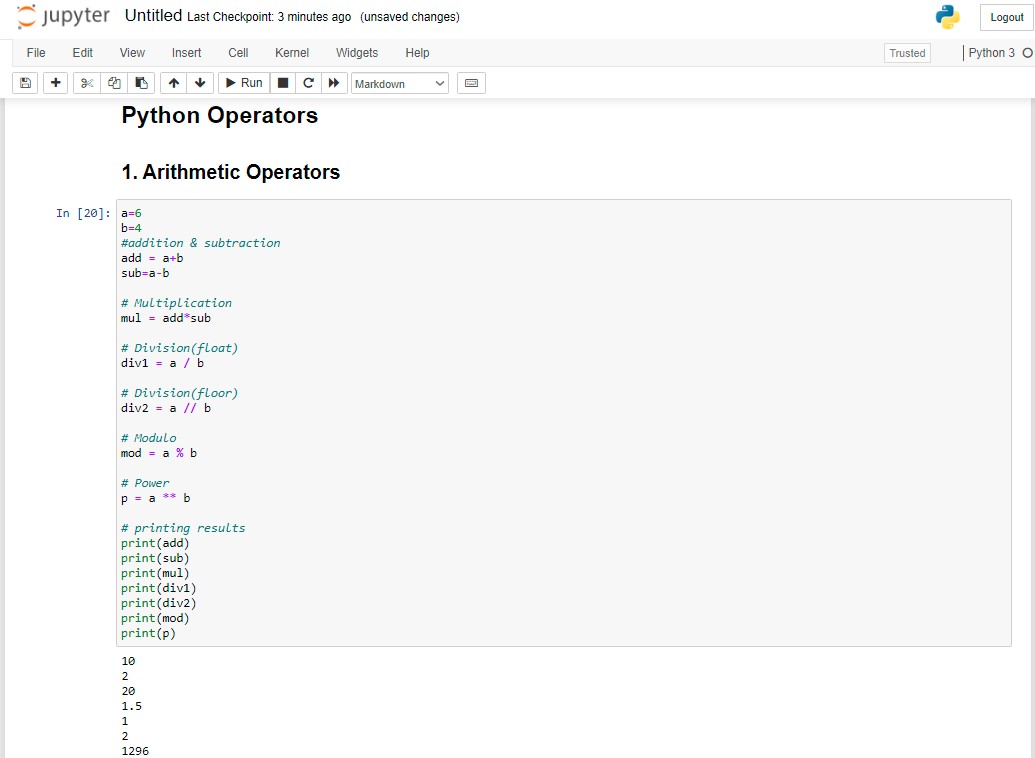 jupyter Untitled Last Checkpoint: 3 minutes ago (unsaved changes) Logout
File Edit View Insert Cell Kernel Widgets Help Trusted Python 3
Run Markdown
Python Operators
1. Arithmetic Operators
In [20]: a=6
b=4
#addition & subtraction
add = a+b
sub=a-b
# Multiplication
mul = add*sub
# Division(float)
div1 = a / b
# Division(floor)
div2 = a // b
# Modulo
mod = a % b
# Power
p = a ** b
# printing results
print(add)
print(sub)
print(mul)
print(div1)
print(div2)
print(mod)
print(p)
10
2
20
1.5
1
2
1296